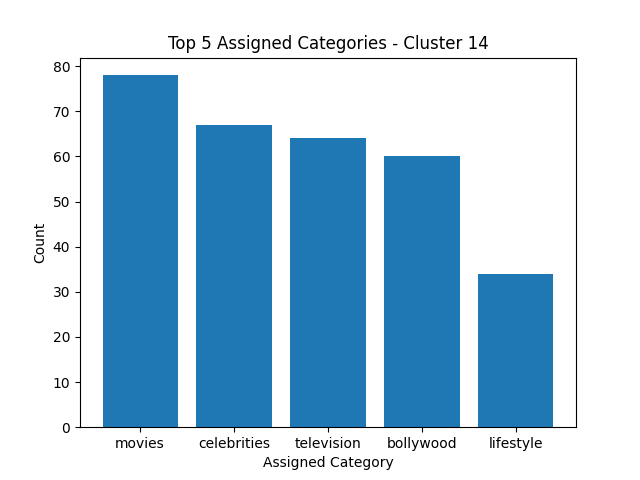 Top 5 Assigned Categories - Cluster 14
80
70
60
50
40
30
20
10
0
Count
movies celebrities television bollywood lifestyle
Assigned Category